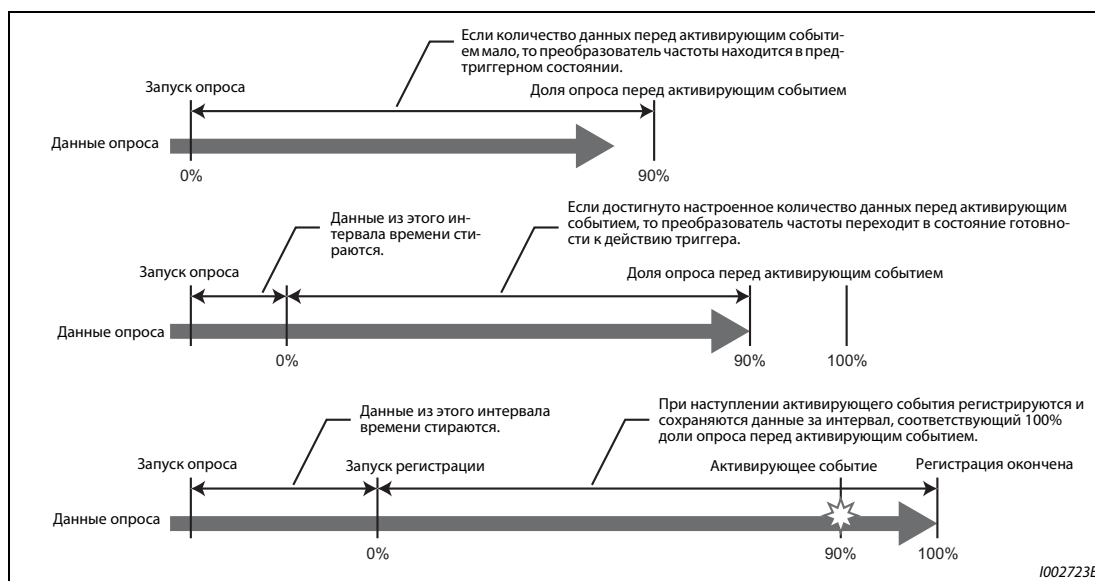 Если количество данных перед активирующим событи-
ем мало, то преобразователь частоты находится в пред-
триггерном состоянии.
Запуск опроса
Доля опроса перед активирующим событием
Данные опроса
0%
90%
Данные из этого ин-
тервала времени сти-
раются.
Если достигнуто настроенное количество данных перед активирующим
событием, то преобразователь частоты переходит в состояние готовно-
сти к действию триггера.
Запуск опроса
Доля опроса перед активирующим событием
Данные опроса
0%
90%
100%
Данные из этого интервала
времени стираются.
При наступлении активирующего события регистрируются и
сохраняются данные за интервал, соответствующий 100%
доли опроса перед активирующим событием.
Запуск опроса
Запуск регистрации
Активирующее событие
Регистрация окончена
Данные опроса
0%
90%
100%
I002723E